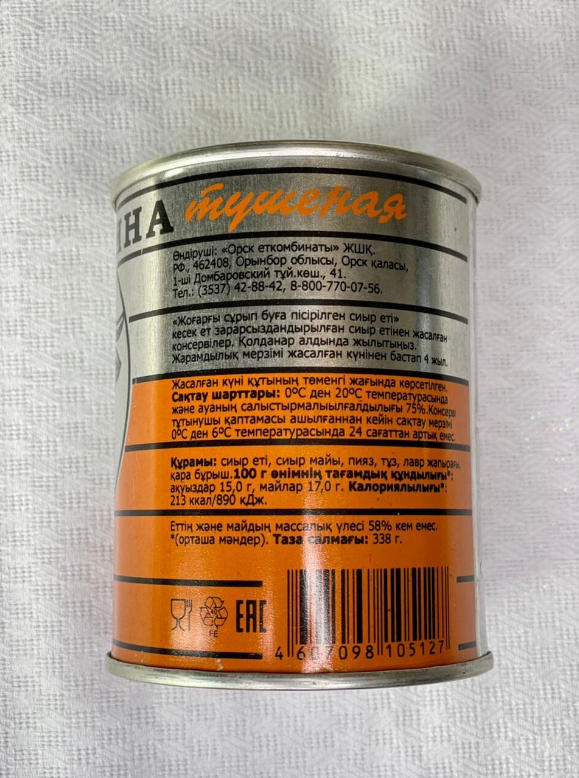 ИНА тушеная
Өндіруші: «Орск еткомбинаты» ЖШҚ.
РФ., 462408, Орынбор облысы, Орск қаласы,
1-ші Домбаровский тұй.көш., 41.
Тел.: (3537) 42-88-42, 8-800-770-07-56.
«Жоғарғы сұрып буға пісірілген сиыр еті»
кесек ет зарарсыздандырылған сиыр етінен жасалған
консервілер. Қолданар алдында жылытыңыз.
Жарамдылық мерзімі жасалған күнінен бастап 4 жыл.
Жасалған күні құтының төменгі жағында көрсетілген.
Сақтау шарттары: 0ºС ден 20ºС температурасында
және ауаның салыстырмалыылғалдылығы 75%.Консерві
тұтынушы қаптамасы ашылғаннан кейін сақтау мерзімі
0ºС ден 6ºС температурасында 24 сағаттан артық емес.
Құрамы: сиыр еті, сиыр майы, пияз, тұз, лавр жапырағы,
қара бұрыш.100 г өнімнің тағамдық құндылығы*:
ақуыздар 15,0 г, майлар 17,0 г. Калориялылығы*:
213 ккал/890 кДж.
Еттің және майдың массалық үлесі 58% кем емес.
*(орташа мәндер). Таза салмағы: 338 г.
40
FE
EAC
4 607098 105127